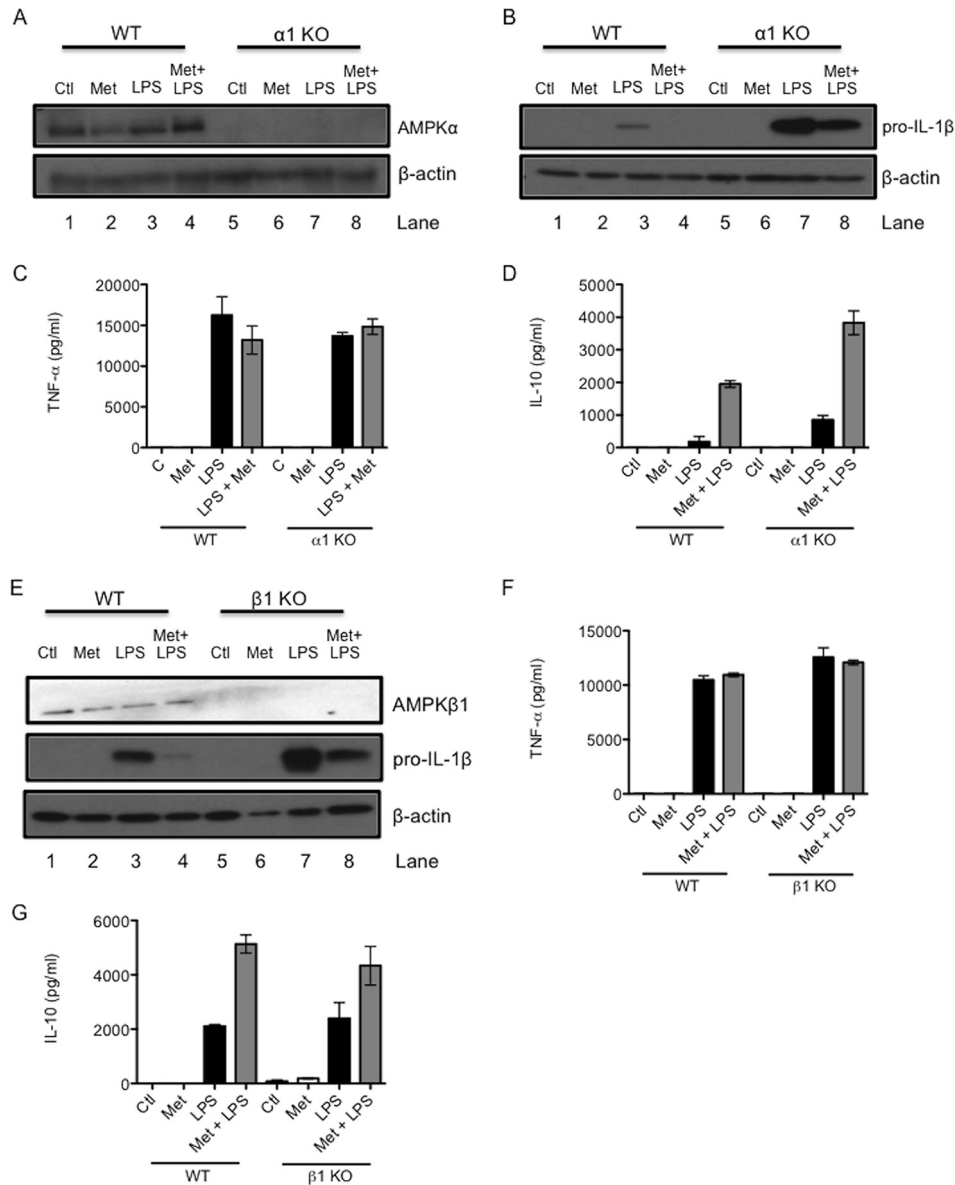 A
WT α1 KO
Ctl Met LPS Met+ LPS Ctl Met LPS Met+ LPS
AMPKα
β-actin
1 2 3 4 5 6 7 8 Lane
B
WT α1 KO
Ctl Met LPS Met+ LPS Ctl Met LPS Met+ LPS
pro-IL-1β
β-actin
1 2 3 4 5 6 7 8 Lane
C
TNF-α (pg/ml)
20000
15000
10000
5000
0
C Met LPS LPS + Met C Met LPS LPS + Met
WT α1 KO
D
IL-10 (pg/ml)
5000
4000
3000
2000
1000
0
Ctl Met LPS Met + LPS Ctl Met LPS Met + LPS
WT α1 KO
E
WT β1 KO
Ctl Met LPS Met+ LPS Ctl Met LPS Met+ LPS
AMPKβ1
pro-IL-1β
β-actin
1 2 3 4 5 6 7 8 Lane
F
TNF-α (pg/ml)
15000
10000
5000
0
Ctl Met LPS Met + LPS Ctl Met LPS Met + LPS
WT β1 KO
G
IL-10 (pg/ml)
6000
4000
2000
0
Ctl Met LPS Met + LPS Ctl Met LPS Met + LPS
WT β1 KO